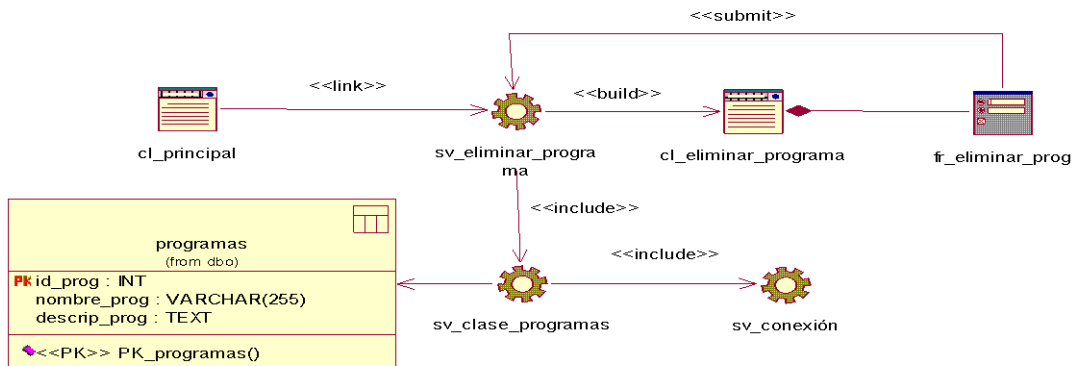 <<submit>>
<<link>>
<<build>>
cl_principal
sv_eliminar_progra
ma
cl_eliminar_programa
fr_eliminar_prog
<<include>>
programas
(from dbo)
<<include>>
PK id_prog : INT
nombre_prog : VARCHAR(255)
descrip_prog : TEXT
sv_clase_programas
sv_conexión
<<PK>> PK_programas()